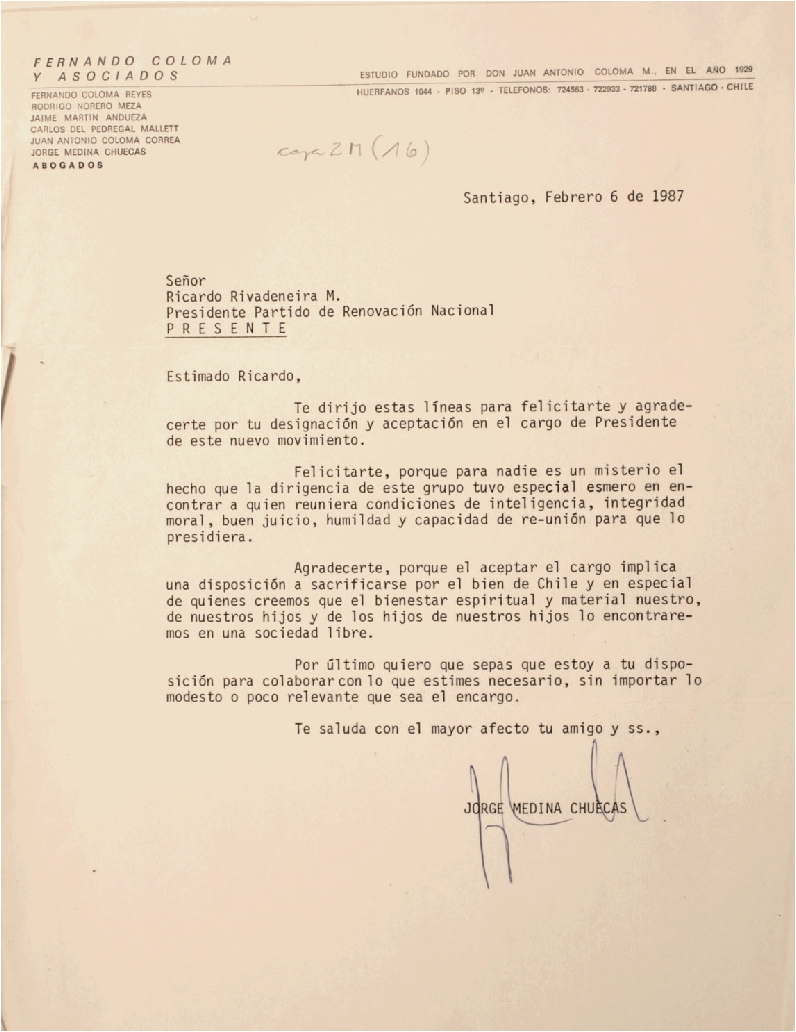 FERNANDO COLOMA
Y ASOCIADOS
FERNANDO COLOMA REYES
RODRIGO NORERO MEZA
JAIME MARTIN ANDUEZA
CARLOS DEL PEDREGAL MALLETT
JUAN ANTONIO COLOMA CORREA
JORGE MEDINA CHUECAS
ABOGADOS
ESTUDIO FUNDADO POR DON JUAN ANTONIO COLOMA M., EN EL AÑO 1929
HUERFANOS 1044 - PISO 13º - TELEFONOS: 724563 - 722933 - 721788 - SANTIAGO - CHILE
caja 2M (16)
Santiago, Febrero 6 de 1987
Señor
Ricardo Rivadeneira M.
Presidente Partido de Renovación Nacional
P R E S E N T E
Estimado Ricardo,
Te dirijo estas líneas para felicitarte y agrade-
certe por tu designación y aceptación en el cargo de Presidente
de este nuevo movimiento.
Felicitarte, porque para nadie es un misterio el
hecho que la dirigencia de este grupo tuvo especial esmero en en-
contrar a quien reuniera condiciones de inteligencia, integridad
moral, buen juicio, humildad y capacidad de re-unión para que lo
presidiera.
Agradecerte, porque el aceptar el cargo implica
una disposición a sacrificarse por el bien de Chile y en especial
de quienes creemos que el bienestar espiritual y material nuestro,
de nuestros hijos y de los hijos de nuestros hijos lo encontrare-
mos en una sociedad libre.
Por último quiero que sepas que estoy a tu dispo-
sición para colaborar con lo que estimes necesario, sin importar lo
modesto o poco relevante que sea el encargo.
Te saluda con el mayor afecto tu amigo y ss.,
JORGE MEDINA CHUECAS